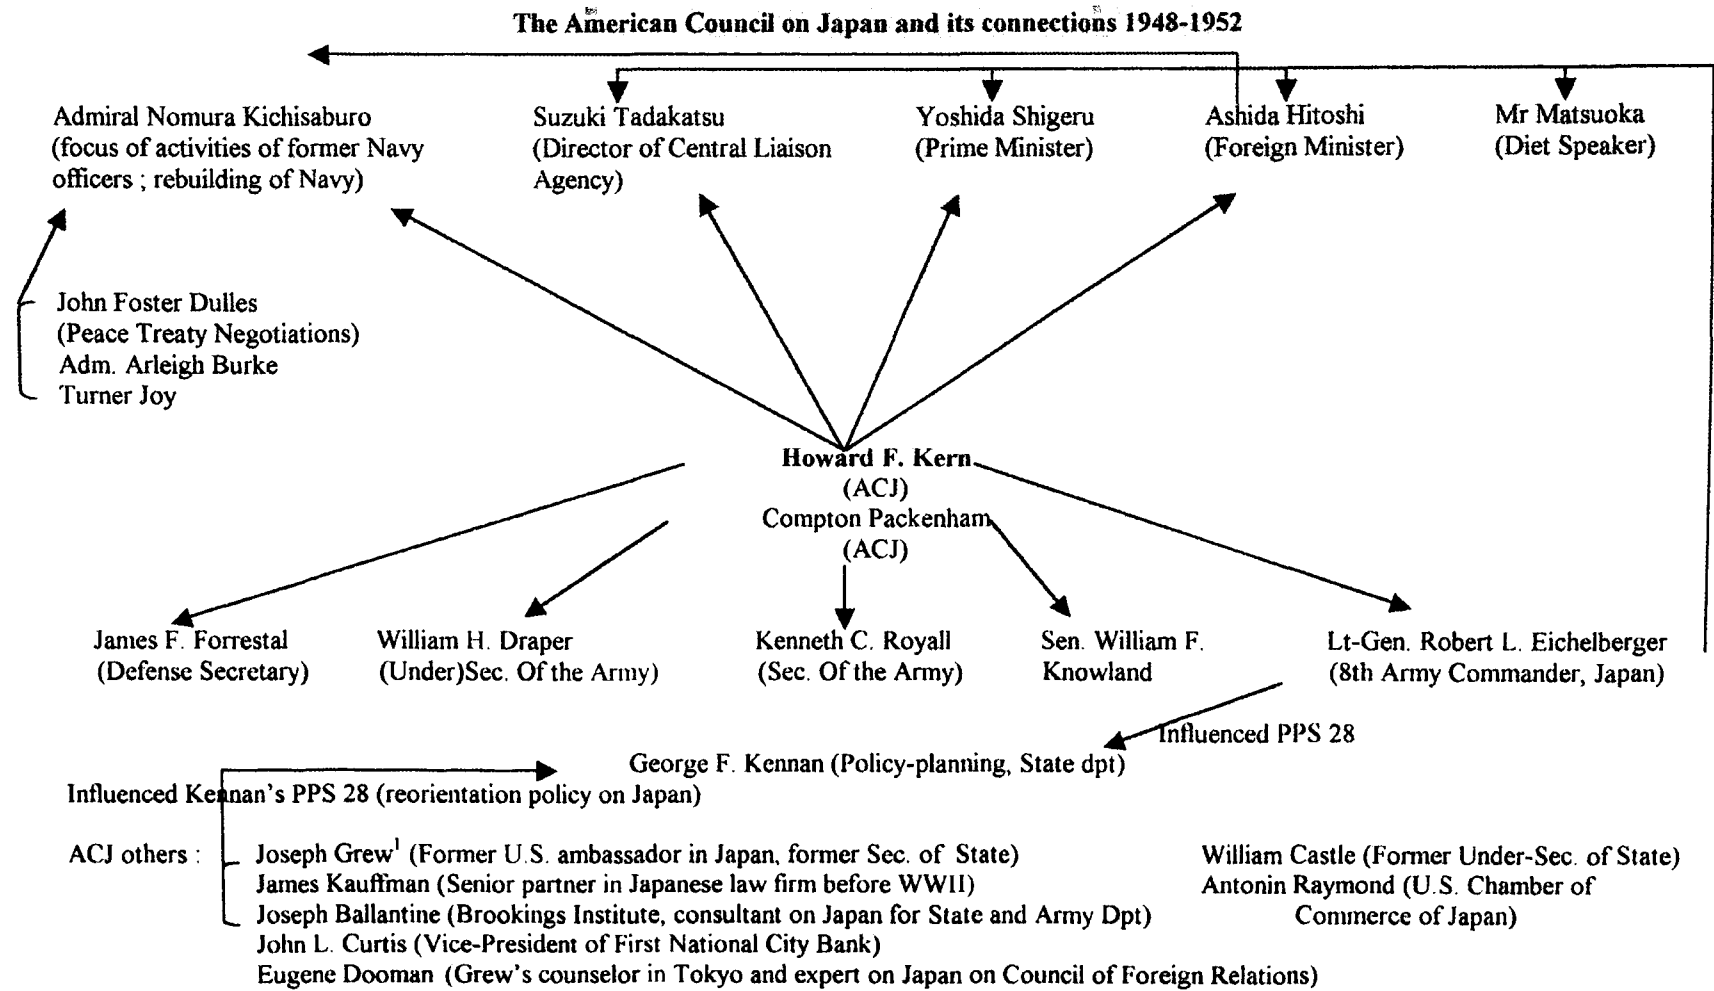 The American Council on Japan and its connections 1948-1952
Admiral Nomura Kichisaburo
(focus of activities of former Navy
officers ; rebuilding of Navy)
Suzuki Tadakatsu
(Director of Central Liaison
Agency)
Yoshida Shigeru
(Prime Minister)
Ashida Hitoshi
(Foreign Minister)
Mr Matsuoka
(Diet Speaker)
John Foster Dulles
(Peace Treaty Negotiations)
Adm. Arleigh Burke
Turner Joy
Howard F. Kern
(ACJ)
Compton Packenham
(ACJ)
James F. Forrestal
(Defense Secretary)
William H. Draper
(Under)Sec. Of the Army)
Kenneth C. Royall
(Sec. Of the Army)
Sen. William F.
Knowland
Lt-Gen. Robert L. Eichelberger
(8th Army Commander, Japan)
Influenced PPS 28
George F. Kennan (Policy-planning, State dpt)
Influenced Kennan's PPS 28 (reorientation policy on Japan)
ACJ others :
Joseph Grew¹ (Former U.S. ambassador in Japan, former Sec. of State)
James Kauffman (Senior partner in Japanese law firm before WWII)
Joseph Ballantine (Brookings Institute, consultant on Japan for State and Army Dpt)
John L. Curtis (Vice-President of First National City Bank)
Eugene Dooman (Grew's counselor in Tokyo and expert on Japan on Council of Foreign Relations)
William Castle (Former Under-Sec. of State)
Antonin Raymond (U.S. Chamber of
Commerce of Japan)